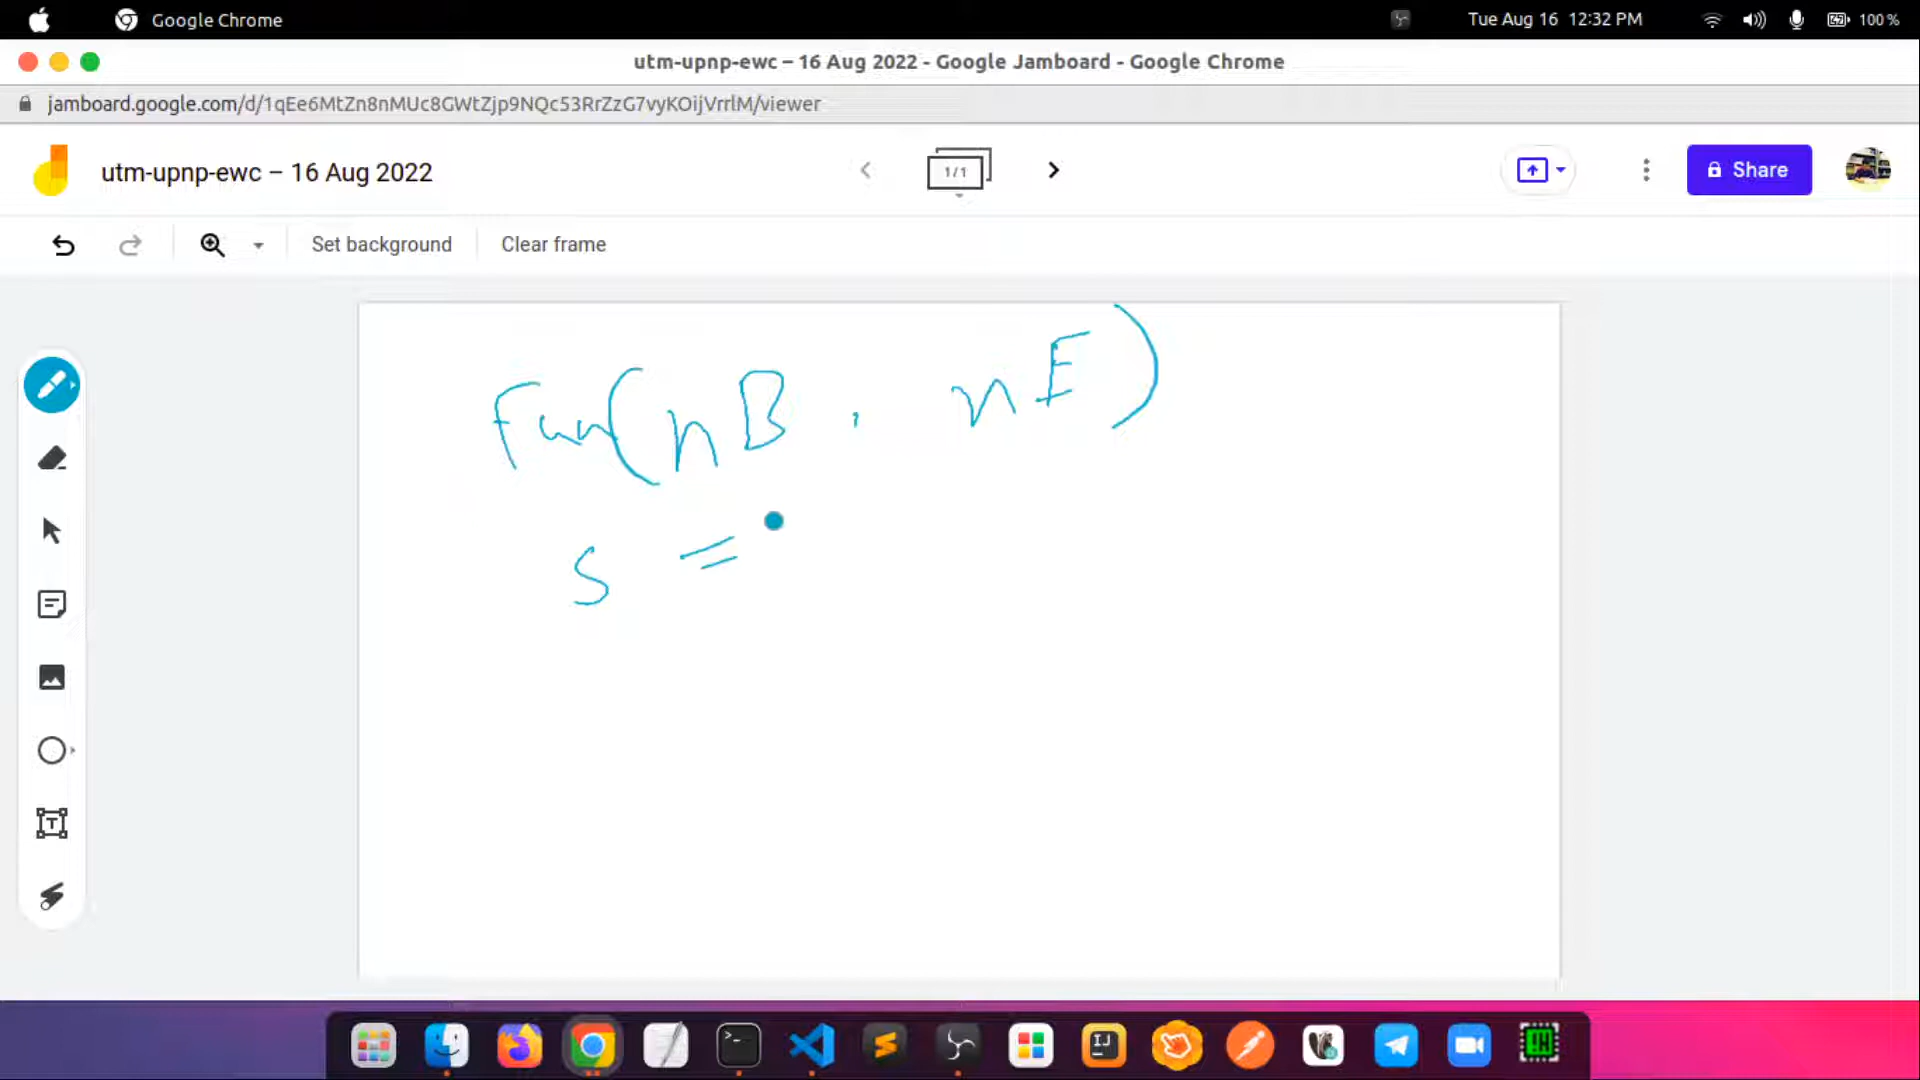 Google Chrome
Tue Aug 16 12:32 PM
100 %
utm-upnp-ewc – 16 Aug 2022 - Google Jamboard - Google Chrome
jamboard.google.com/d/1qEe6MtZn8nMUc8GWtZjp9NQc53RrZzG7vyKOijVrrlM/viewer
utm-upnp-ewc – 16 Aug 2022
1/1
Share
Set background
Clear frame
Fun(nB , nE)
S =